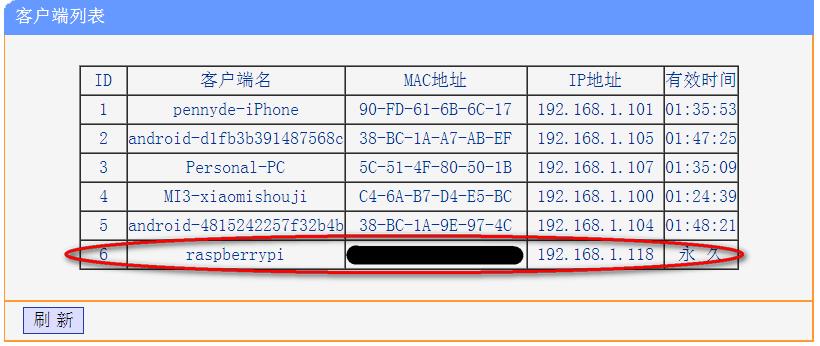 客户端列表
ID 客户端名 MAC地址 IP地址 有效时间
1 pennyde-iPhone 90-FD-61-6B-6C-17 192.168.1.101 01:35:53
2 android-d1fb3b391487568c 38-BC-1A-A7-AB-EF 192.168.1.105 01:47:25
3 Personal-PC 5C-51-4F-80-50-1B 192.168.1.107 01:35:09
4 MI3-xiaomishouji C4-6A-B7-D4-E5-BC 192.168.1.100 01:24:39
5 android-4815242257f32b4b 38-BC-1A-9E-97-4C 192.168.1.104 01:48:21
6 raspberrypi 192.168.1.118 永 久
刷 新